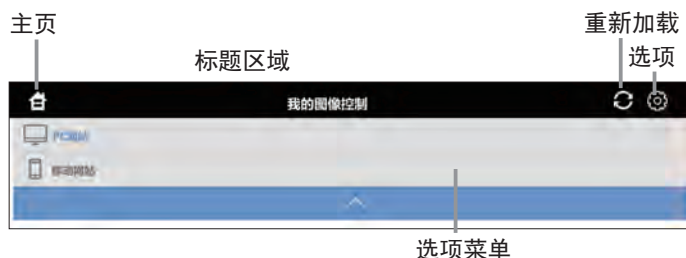 主页
重新加载
标题区域
选项
我的图像控制
PC网站
移动网站
选项菜单